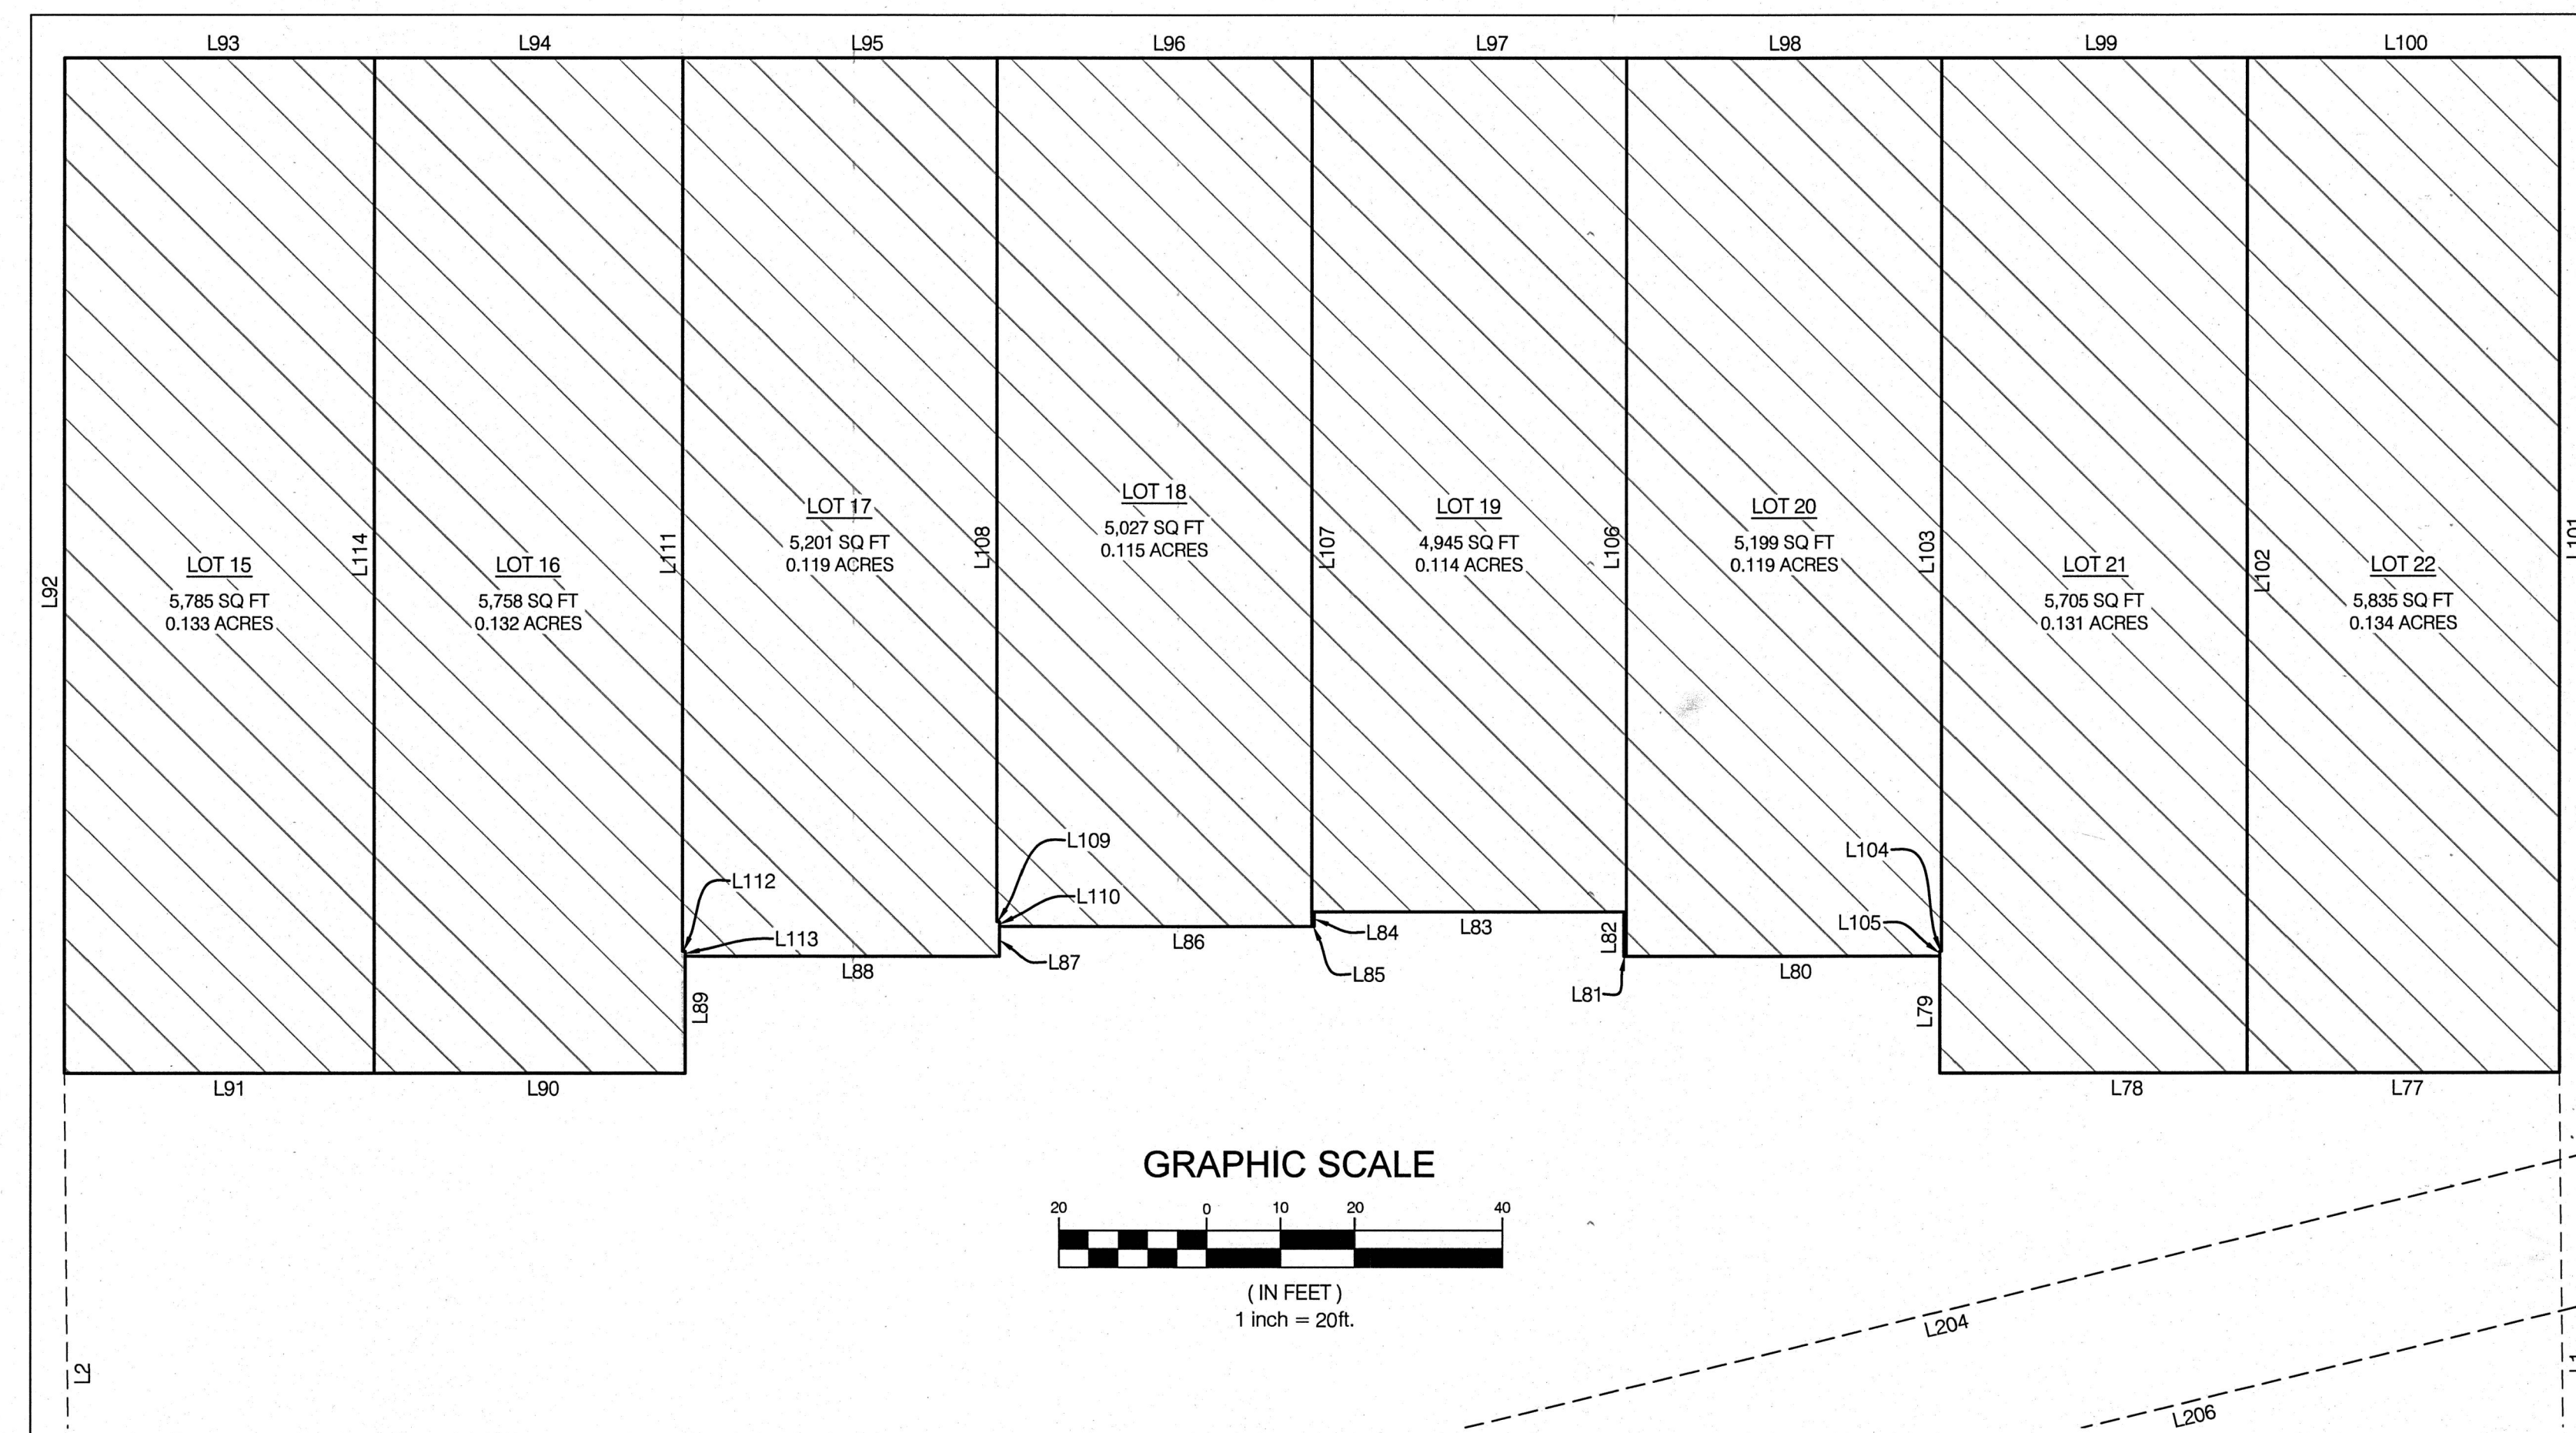 L93 L94 L95 L96 L97 L98 L99 L100
LOT 15
5,785 SQ FT
0.133 ACRES
LOT 16
5,758 SQ FT
0.132 ACRES
LOT 17
5,201 SQ FT
0.119 ACRES
LOT 18
5,027 SQ FT
0.115 ACRES
LOT 19
4,945 SQ FT
0.114 ACRES
LOT 20
5,199 SQ FT
0.119 ACRES
LOT 21
5,705 SQ FT
0.131 ACRES
LOT 22
5,835 SQ FT
0.134 ACRES
L92
L114
L111
L108
L107
L106
L103
L102
L101
L109
L104
L112
L110
L105
L113
L84
L83
L82
L86
L87
L85
L88
L81
L80
L89
L79
L91
L90
L78
L77
GRAPHIC SCALE
20 0 10 20 40
( IN FEET )
1 inch = 20ft.
L204
L2
L206